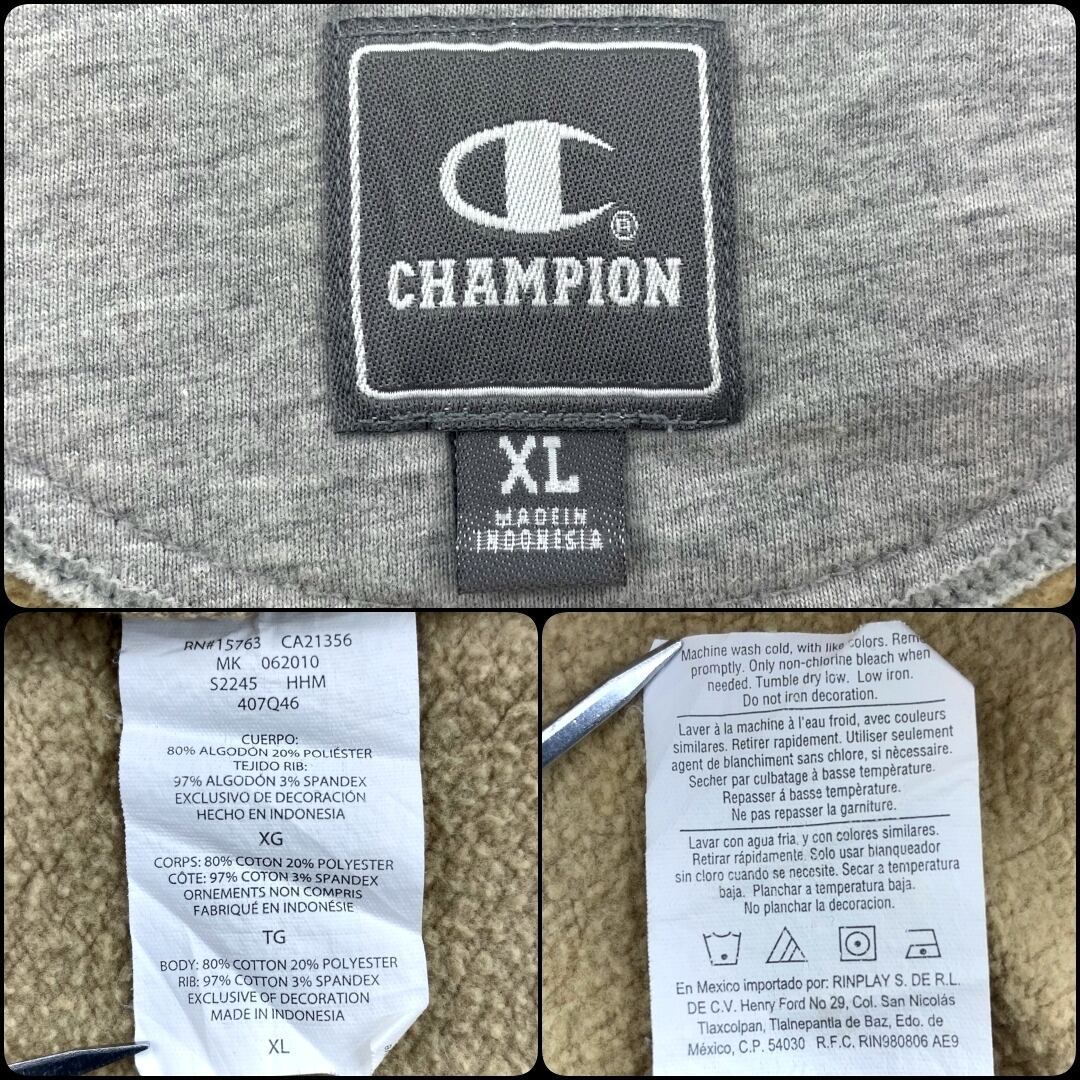 CHAMPION
XL
MADE IN
INDONESIA
RN#15763 CA21356
MK 062010
S2245 HHM
407Q46
CUERPO:
80% ALGODÓN 20% POLIÉSTER
TEJIDO RIB:
97% ALGODÓN 3% SPANDEX
EXCLUSIVO DE DECORACIÓN
HECHO EN INDONESIA
XG
CORPS: 80% COTON 20% POLYESTER
CÔTE: 97% COTON 3% SPANDEX
ORNEMENTS NON COMPRIS
FABRIQUÉ EN INDONÉSIE
TG
BODY: 80% COTTON 20% POLYESTER
RIB: 97% COTTON 3% SPANDEX
EXCLUSIVE OF DECORATION
MADE IN INDONESIA
XL
Machine wash cold, with like colors.
promptly. Only non-chlorine bleach when
needed. Tumble dry low. Low iron.
Do not iron decoration.
Laver à la machine à l'eau froid, avec couleurs
similares. Retirer rapidement. Utiliser seulement
agent de blanchiment sans chlore, si nècessaire.
Secher par culbatage à basse tempèrature.
Repasser á basse tempèrature.
Ne pas repasser la garniture.
Lavar con agua fria, y con colores similares.
Retirar rápidamente. Solo usar blanqueador
sin cloro cuando se necesite. Secar a temperatura
baja. Planchar a temperatura baja.
No planchar la decoracion.
En Mexico importado por: RINPLAY S. DE R.L.
DE C.V. Henry Ford No 29, Col. San Nicolás
Tlaxcolpan, Tlalnepantla de Baz, Edo. de
México, C.P. 54030 R.F.C. RIN980806 AE9